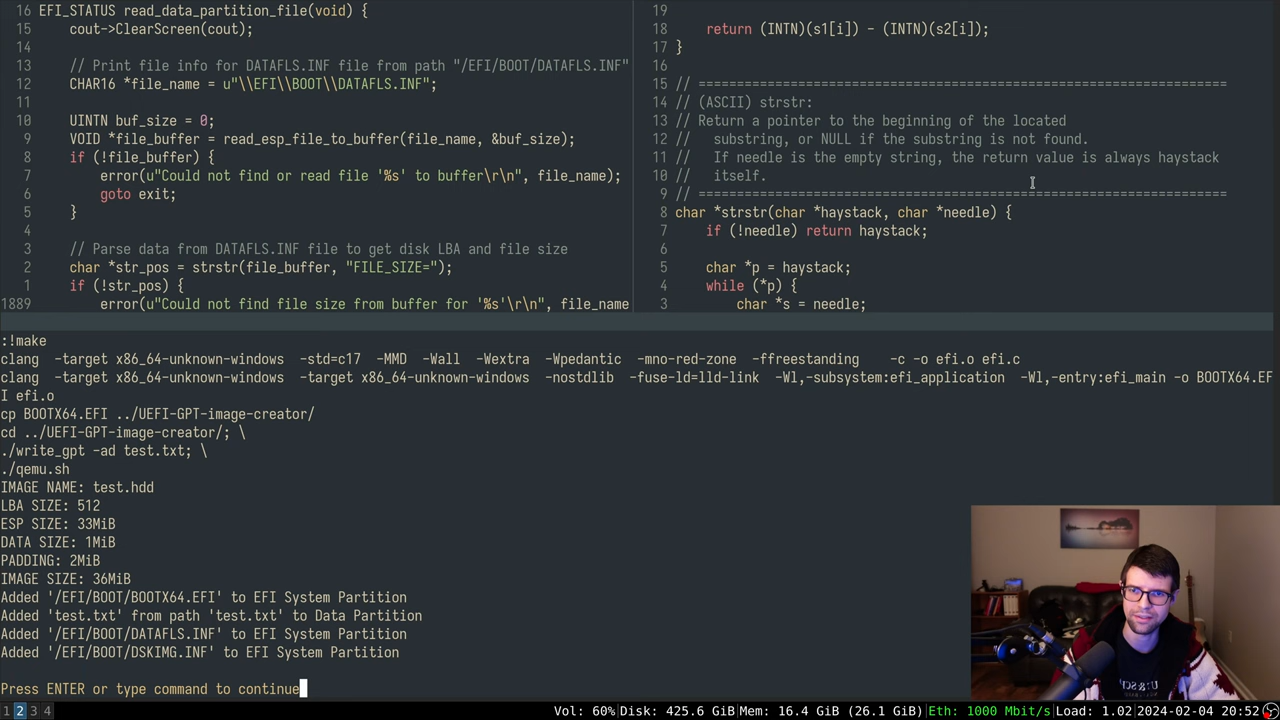 16 EFI_STATUS read_data_partition_file(void) {
15     cout->ClearScreen(cout);
14
13     // Print file info for DATAFLS.INF file from path "/EFI/BOOT/DATAFLS.INF"
12     CHAR16 *file_name = u"\\EFI\\BOOT\\DATAFLS.INF";
11
10     UINTN buf_size = 0;
9     VOID *file_buffer = read_esp_file_to_buffer(file_name, &buf_size);
8     if (!file_buffer) {
7         error(u"Could not find or read file '%s' to buffer\r\n", file_name);
6         goto exit;
5     }
4
3     // Parse data from DATAFLS.INF file to get disk LBA and file size
2     char *str_pos = strstr(file_buffer, "FILE_SIZE=");
1     if (!str_pos) {
1889         error(u"Could not find file size from buffer for '%s'\r\n", file_name
19
18     return (INTN)(s1[i]) - (INTN)(s2[i]);
17 }
16
15 // ======================================================================
14 // (ASCII) strstr:
13 // Return a pointer to the beginning of the located
12 //   substring, or NULL if the substring is not found.
11 //   If needle is the empty string, the return value is always haystack
10 //   itself.
9 // ======================================================================
8 char *strstr(char *haystack, char *needle) {
7     if (!needle) return haystack;
6
5     char *p = haystack;
4     while (*p) {
3         char *s = needle;
:!make
clang  -target x86_64-unknown-windows  -std=c17  -MMD  -Wall  -Wextra  -Wpedantic  -mno-red-zone  -ffreestanding    -c -o efi.o efi.c
clang  -target x86_64-unknown-windows  -target x86_64-unknown-windows  -nostdlib  -fuse-ld=lld-link  -Wl,-subsystem:efi_application  -Wl,-entry:efi_main -o BOOTX64.EF
I efi.o
cp BOOTX64.EFI ../UEFI-GPT-image-creator/
cd ../UEFI-GPT-image-creator/; \
./write_gpt -ad test.txt; \
./qemu.sh
IMAGE NAME: test.hdd
LBA SIZE: 512
ESP SIZE: 33MiB
DATA SIZE: 1MiB
PADDING: 2MiB
IMAGE SIZE: 36MiB
Added '/EFI/BOOT/BOOTX64.EFI' to EFI System Partition
Added 'test.txt' from path 'test.txt' to Data Partition
Added '/EFI/BOOT/DATAFLS.INF' to EFI System Partition
Added '/EFI/BOOT/DSKIMG.INF' to EFI System Partition
Press ENTER or type command to continue
1 2 3 4
Vol: 60% Disk: 425.6 GiB Mem: 16.4 GiB (26.1 GiB) Eth: 1000 Mbit/s Load: 1.02 2024-02-04 20:52